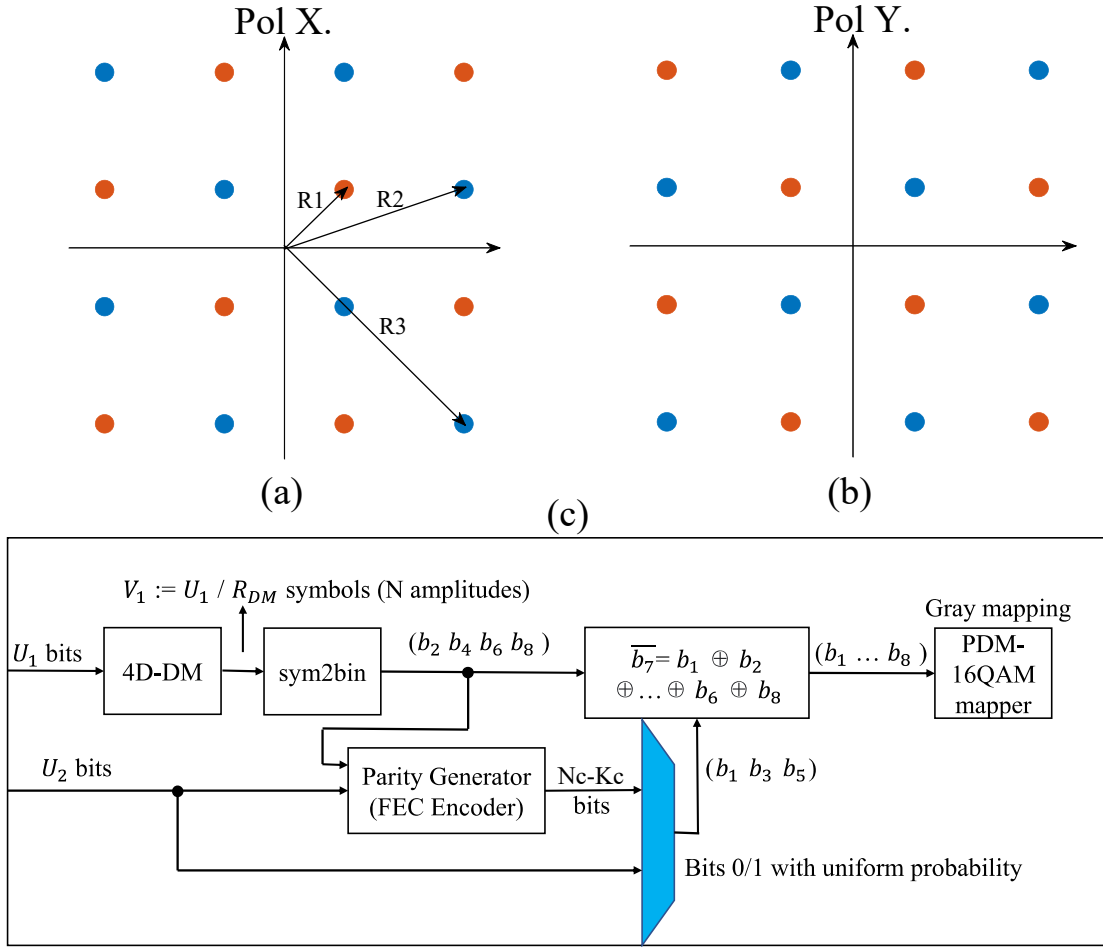 Pol X.
Pol Y.
R1
R2
R3
(a)
(b)
(c)
V₁ := U₁ / R_DM symbols (N amplitudes)
Gray mapping
U₁ bits
4D-DM
sym2bin
(b₂ b₄ b₆ b₈ )
b̅₇̅= b₁ ⊕ b₂
⊕ … ⊕ b₆ ⊕ b₈
(b₁ … b₈ )
PDM-
16QAM
mapper
U₂ bits
Parity Generator
(FEC Encoder)
Nc-Kc
bits
(b₁ b₃ b₅)
Bits 0/1 with uniform probability